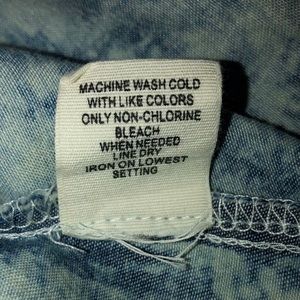 MACHINE WASH COLD
WITH LIKE COLORS
ONLY NON-CHLORINE
BLEACH
WHEN NEEDED
LINE DRY
IRON ON LOWEST
SETTING